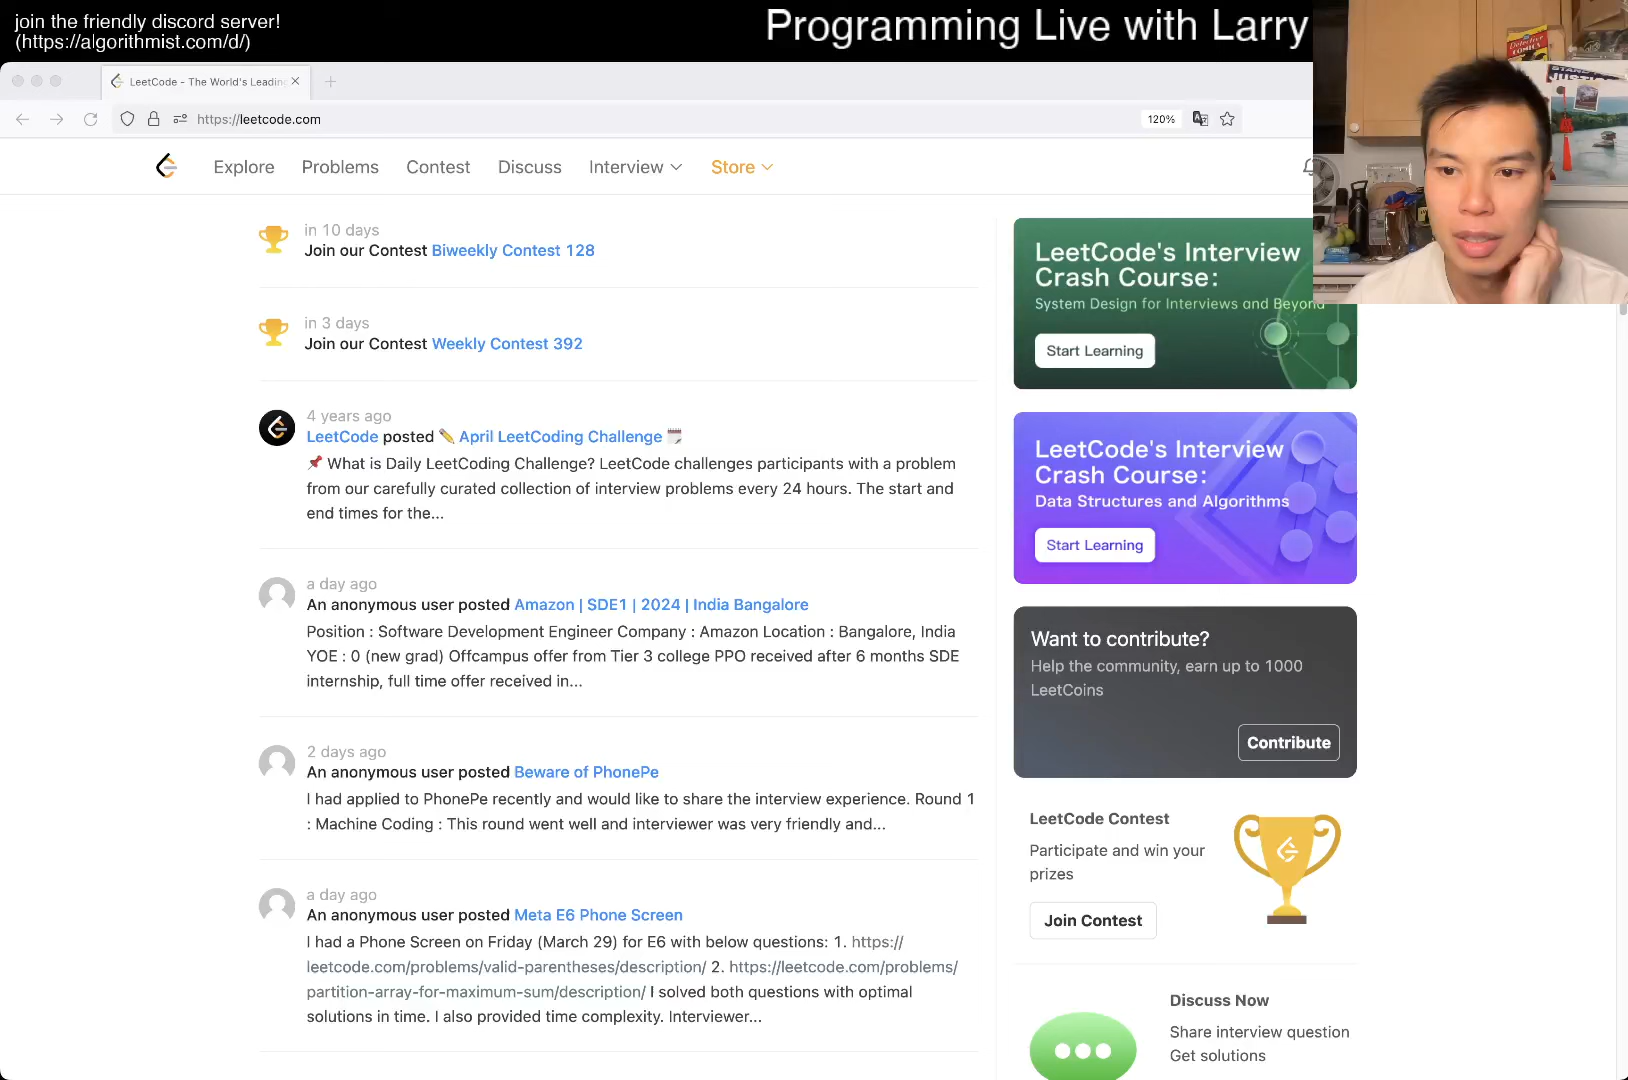 join the friendly discord server!
(https://algorithmist.com/d/)
Programming Live with Larry
LeetCode - The World's Leading
https://leetcode.com
120%
Explore
Problems
Contest
Discuss
Interview
Store
in 10 days
Join our Contest Biweekly Contest 128
in 3 days
Join our Contest Weekly Contest 392
4 years ago
LeetCode posted ✏️ April LeetCoding Challenge 🗓️
📌 What is Daily LeetCoding Challenge? LeetCode challenges participants with a problem
from our carefully curated collection of interview problems every 24 hours. The start and
end times for the...
a day ago
An anonymous user posted Amazon | SDE1 | 2024 | India Bangalore
Position : Software Development Engineer Company : Amazon Location : Bangalore, India
YOE : 0 (new grad) Offcampus offer from Tier 3 college PPO received after 6 months SDE
internship, full time offer received in...
2 days ago
An anonymous user posted Beware of PhonePe
I had applied to PhonePe recently and would like to share the interview experience. Round 1
: Machine Coding : This round went well and interviewer was very friendly and...
a day ago
An anonymous user posted Meta E6 Phone Screen
I had a Phone Screen on Friday (March 29) for E6 with below questions: 1. https://
leetcode.com/problems/valid-parentheses/description/ 2. https://leetcode.com/problems/
partition-array-for-maximum-sum/description/ I solved both questions with optimal
solutions in time. I also provided time complexity. Interviewer...
LeetCode's Interview
Crash Course:
System Design for Interviews and Beyond
Start Learning
LeetCode's Interview
Crash Course:
Data Structures and Algorithms
Start Learning
Want to contribute?
Help the community, earn up to 1000
LeetCoins
Contribute
LeetCode Contest
Participate and win your
prizes
Join Contest
Discuss Now
Share interview question
Get solutions